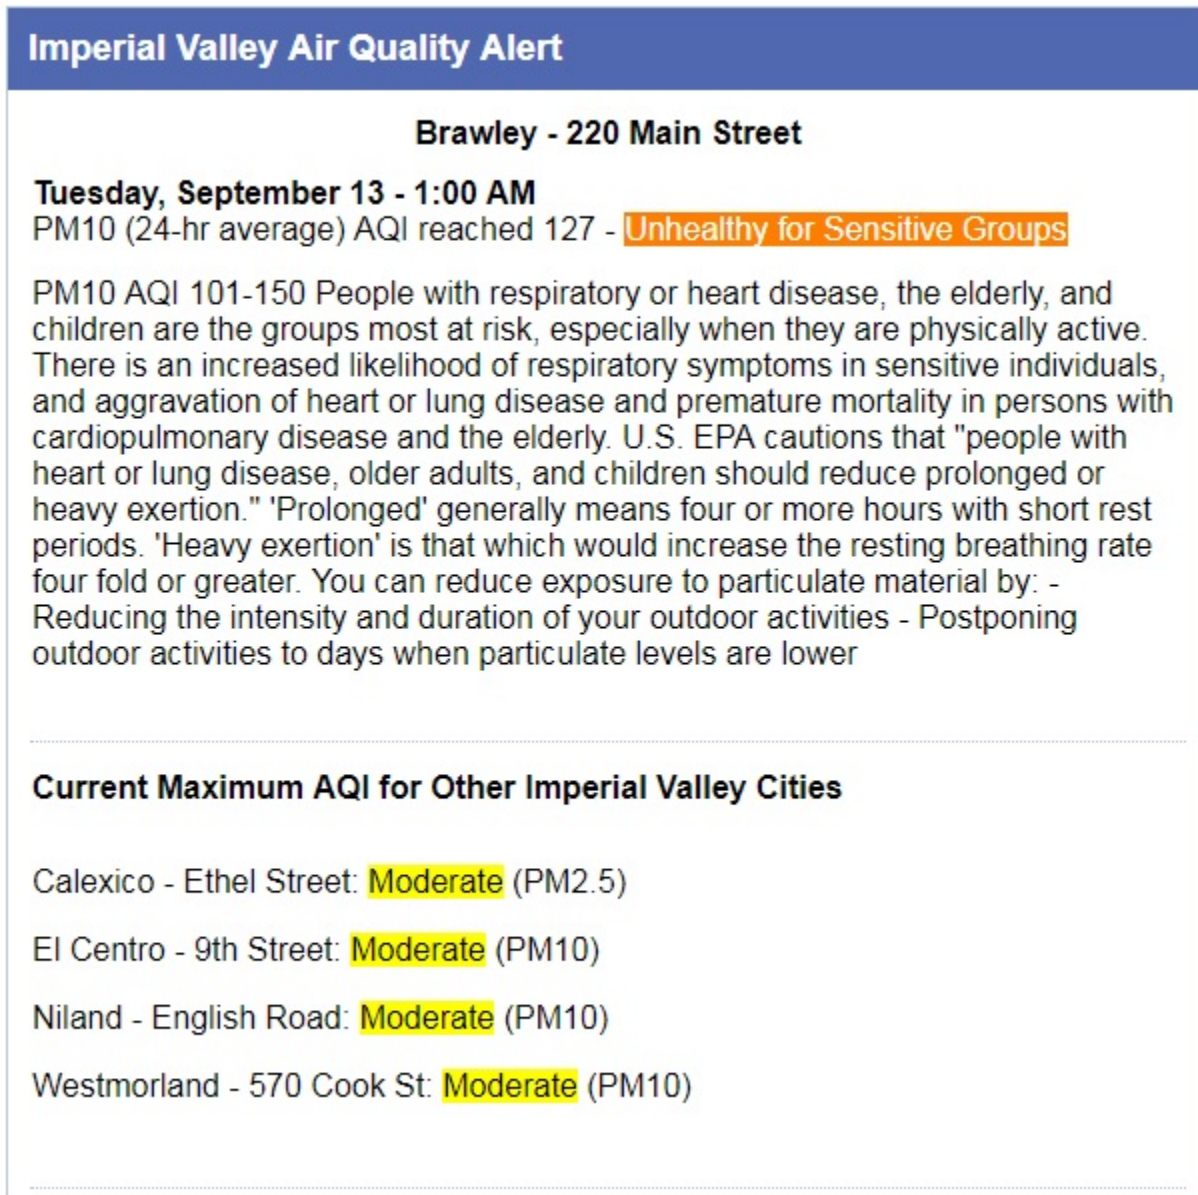 Imperial Valley Air Quality Alert
Brawley - 220 Main Street
Tuesday, September 13 - 1:00 AM
PM10 (24-hr average) AQI reached 127 - Unhealthy for Sensitive Groups
PM10 AQI 101-150 People with respiratory or heart disease, the elderly, and
children are the groups most at risk, especially when they are physically active.
There is an increased likelihood of respiratory symptoms in sensitive individuals,
and aggravation of heart or lung disease and premature mortality in persons with
cardiopulmonary disease and the elderly. U.S. EPA cautions that "people with
heart or lung disease, older adults, and children should reduce prolonged or
heavy exertion." 'Prolonged' generally means four or more hours with short rest
periods. 'Heavy exertion' is that which would increase the resting breathing rate
four fold or greater. You can reduce exposure to particulate material by: -
Reducing the intensity and duration of your outdoor activities - Postponing
outdoor activities to days when particulate levels are lower
Current Maximum AQI for Other Imperial Valley Cities
Calexico - Ethel Street: Moderate (PM2.5)
El Centro - 9th Street: Moderate (PM10)
Niland - English Road: Moderate (PM10)
Westmorland - 570 Cook St: Moderate (PM10)